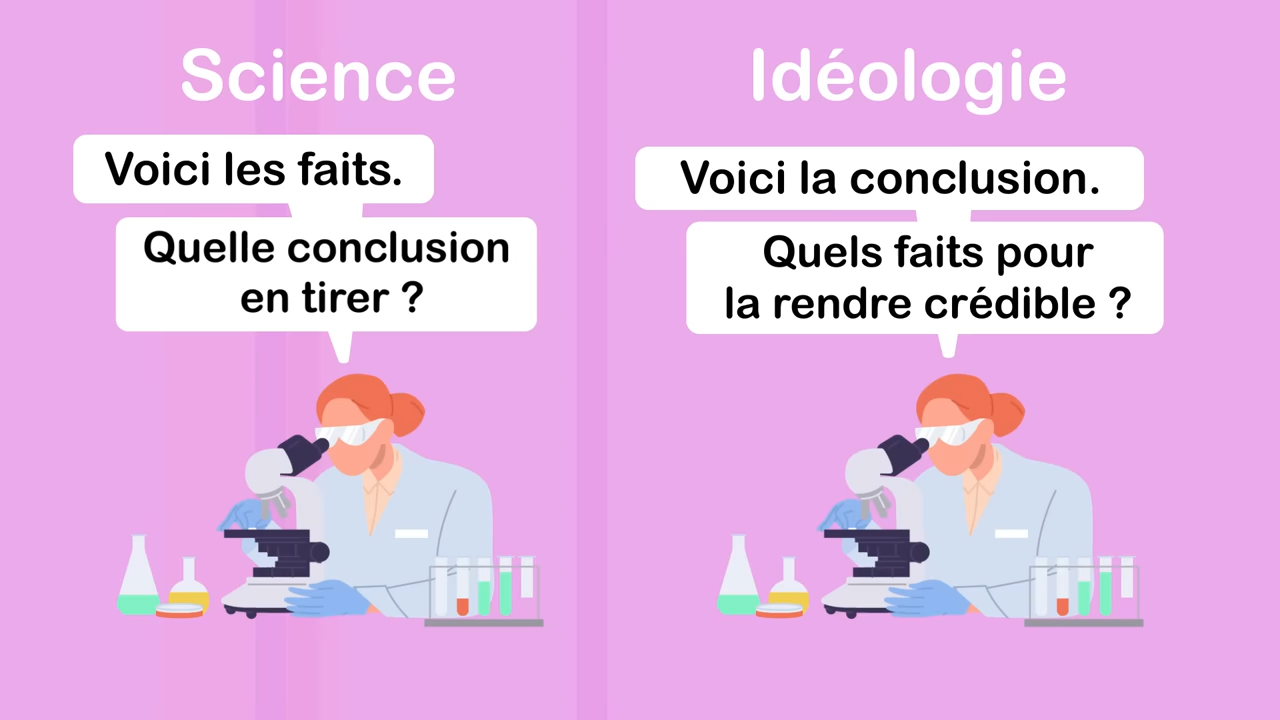 Science
Voici les faits.
Quelle conclusion
en tirer ?
Idéologie
Voici la conclusion.
Quels faits pour
la rendre crédible ?